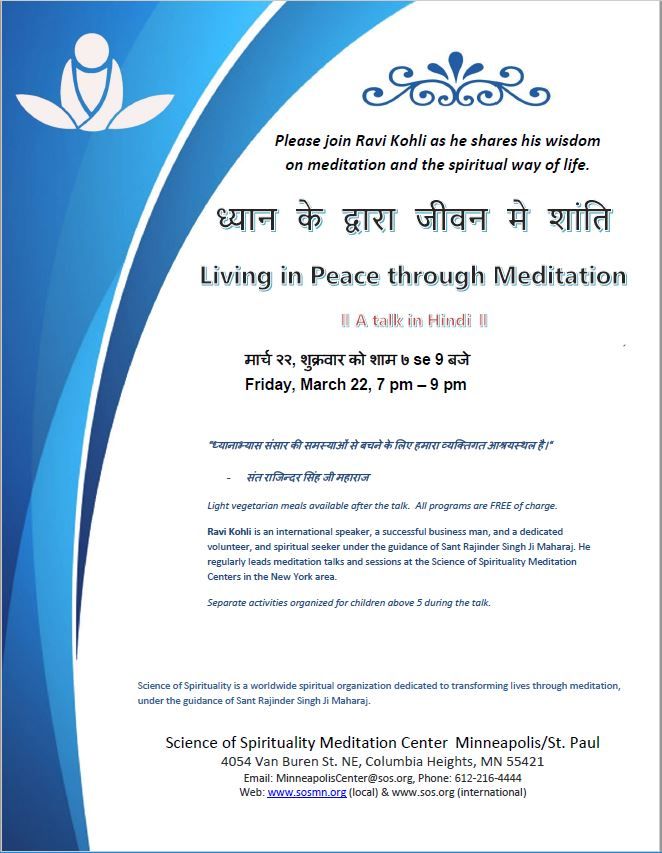 Please join Ravi Kohli as he shares his wisdom
on meditation and the spiritual way of life.
ध्यान के द्वारा जीवन मे शांति
Living in Peace through Meditation
॥ A talk in Hindi ॥
मार्च २२, शुक्रवार को शाम ७ se 9 बजे
Friday, March 22, 7 pm – 9 pm
"ध्यानाभ्यास संसार की समस्याओं से बचने के लिए हमारा व्यक्तिगत आश्रयस्थल है।"
- संत राजिन्दर सिंह जी महाराज
Light vegetarian meals available after the talk. All programs are FREE of charge.
Ravi Kohli is an international speaker, a successful business man, and a dedicated
volunteer, and spiritual seeker under the guidance of Sant Rajinder Singh Ji Maharaj. He
regularly leads meditation talks and sessions at the Science of Spirituality Meditation
Centers in the New York area.
Separate activities organized for children above 5 during the talk.
Science of Spirituality is a worldwide spiritual organization dedicated to transforming lives through meditation,
under the guidance of Sant Rajinder Singh Ji Maharaj.
Science of Spirituality Meditation Center Minneapolis/St. Paul
4054 Van Buren St. NE, Columbia Heights, MN 55421
Email: MinneapolisCenter@sos.org, Phone: 612-216-4444
Web: www.sosmn.org (local) & www.sos.org (international)